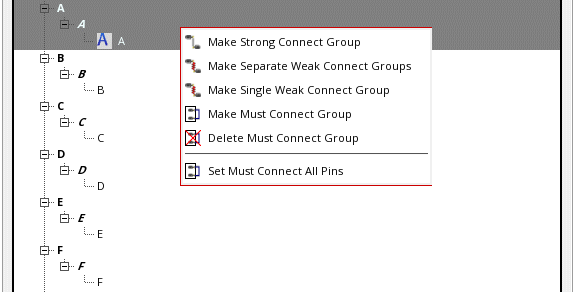 A
A
A A
Make Strong Connect Group
Make Separate Weak Connect Groups
Make Single Weak Connect Group
Make Must Connect Group
Delete Must Connect Group
Set Must Connect All Pins
B
B
B
C
C
C
D
D
D
E
E
E
F
F
F